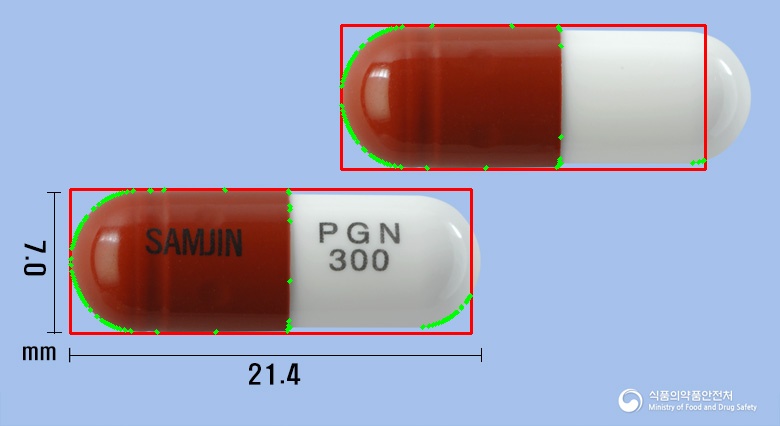 SAMJIN
PGN
300
7.0
mm
21.4
식품의약품안전처
Ministry of Food and Drug Safety